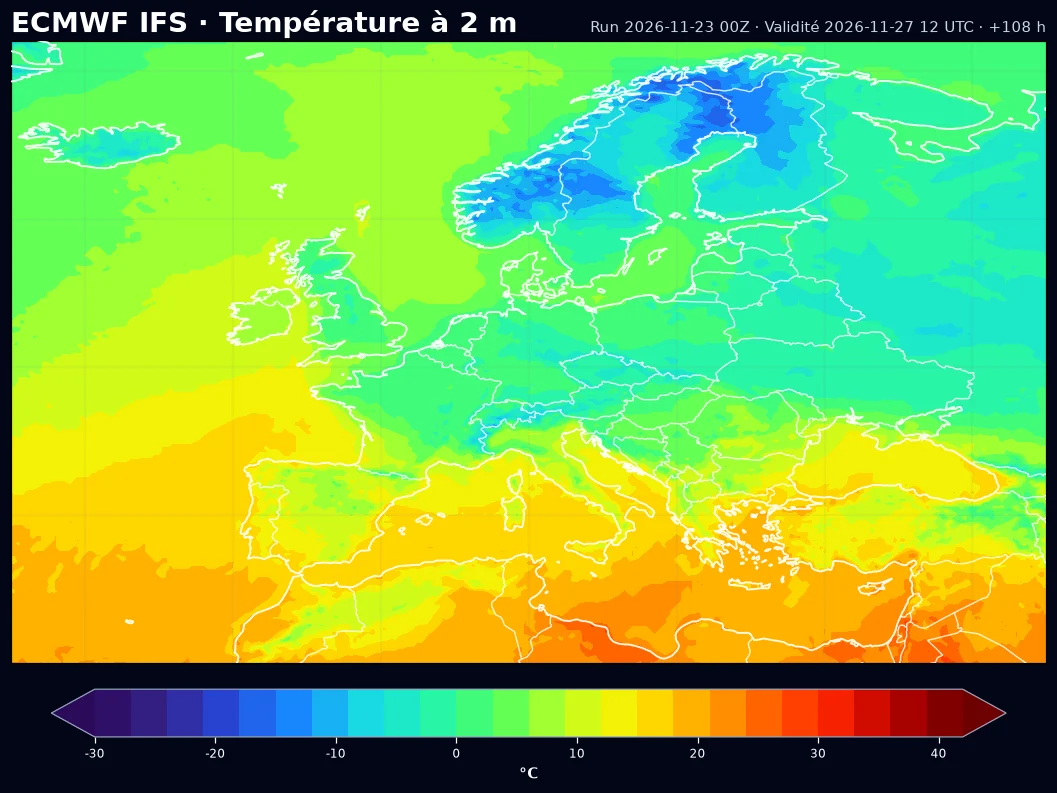 ECMWF IFS · Température à 2 m
Run 2026-11-23 00Z · Validité 2026-11-27 12 UTC · +108 h
-30 -20 -10 0 10 20 30 40
°C